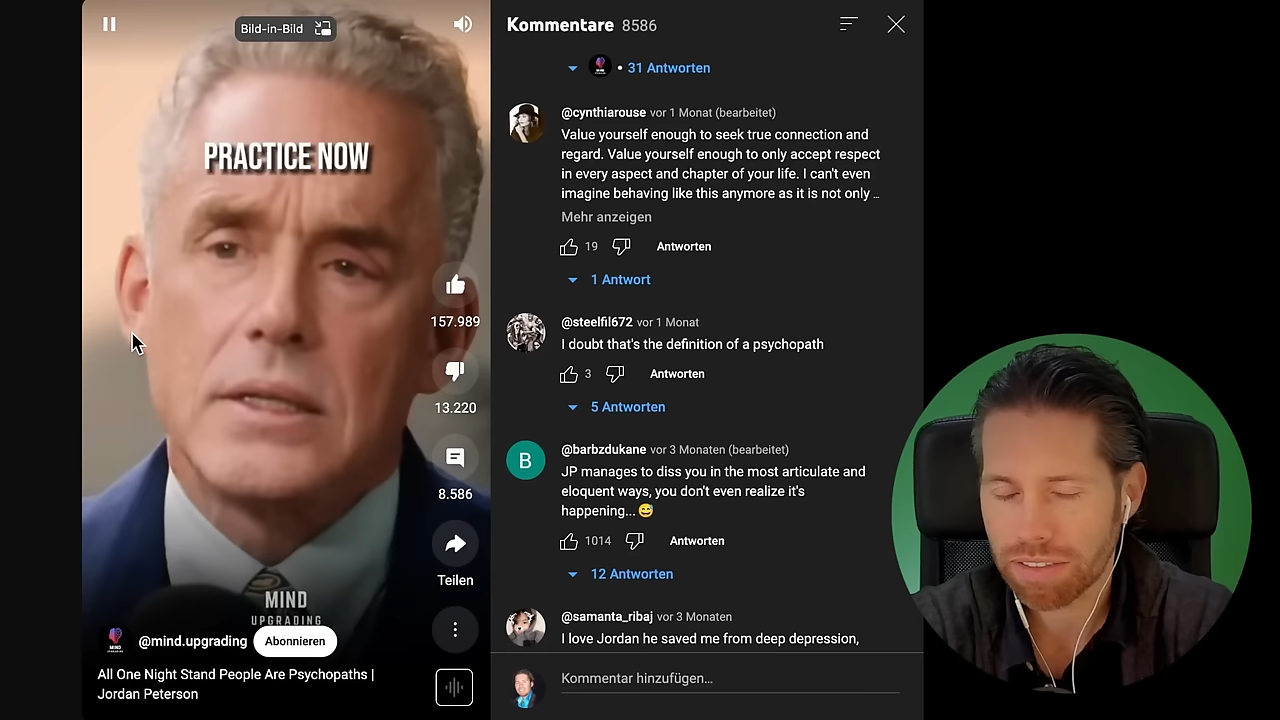 Bild-in-Bild
PRACTICE NOW
157.989
13.220
8.586
Teilen
MIND
UPGRADING
@mind.upgrading
Abonnieren
All One Night Stand People Are Psychopaths |
Jordan Peterson
Kommentare 8586
• 31 Antworten
@cynthiarouse vor 1 Monat (bearbeitet)
Value yourself enough to seek true connection and
regard. Value yourself enough to only accept respect
in every aspect and chapter of your life. I can't even
imagine behaving like this anymore as it is not only …
Mehr anzeigen
19 Antworten
1 Antwort
@steelfil672 vor 1 Monat
I doubt that's the definition of a psychopath
3 Antworten
5 Antworten
B
@barbzdukane vor 3 Monaten (bearbeitet)
JP manages to diss you in the most articulate and
eloquent ways, you don't even realize it's
happening...😅
1014 Antworten
12 Antworten
@samanta_ribaj vor 3 Monaten
I love Jordan he saved me from deep depression,
Kommentar hinzufügen...